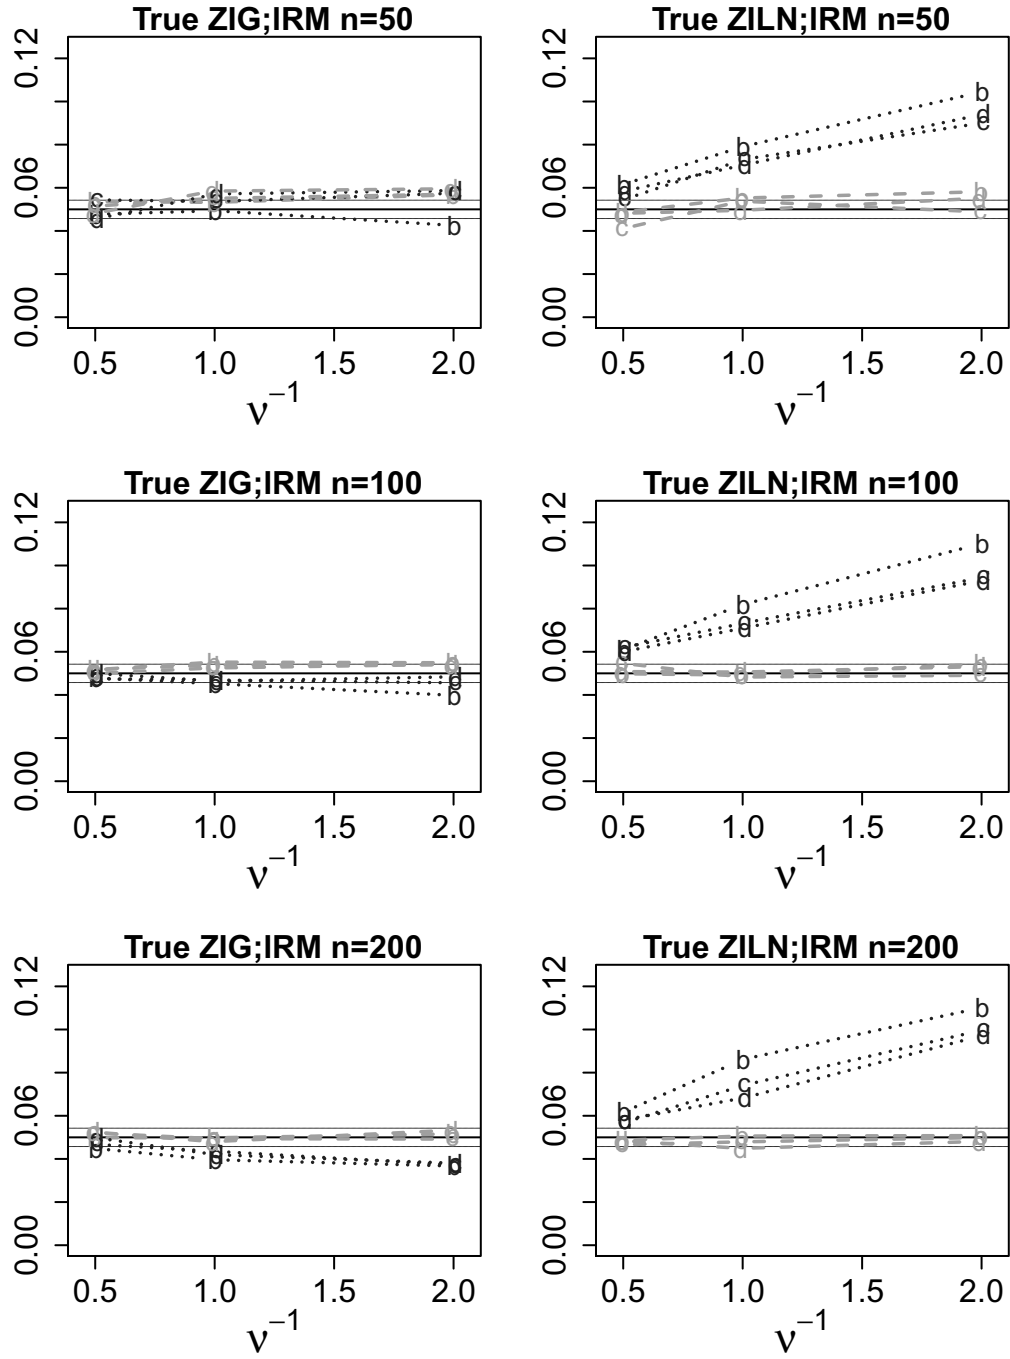 True ZIG;IRM n=50
0.12
0.06
0.00
b b b
c d d
0.5 1.0 1.5 2.0
ν⁻¹
True ZILN;IRM n=50
0.12
0.06
0.00
b b b
d
c
c
0.5 1.0 1.5 2.0
ν⁻¹
True ZIG;IRM n=100
0.12
0.06
0.00
b b b
0.5 1.0 1.5 2.0
ν⁻¹
True ZILN;IRM n=100
0.12
0.06
0.00
b b
c
d d d
0.5 1.0 1.5 2.0
ν⁻¹
True ZIG;IRM n=200
0.12
0.06
0.00
b b b
0.5 1.0 1.5 2.0
ν⁻¹
True ZILN;IRM n=200
0.12
0.06
0.00
b b b
c c
d d d
d
0.5 1.0 1.5 2.0
ν⁻¹